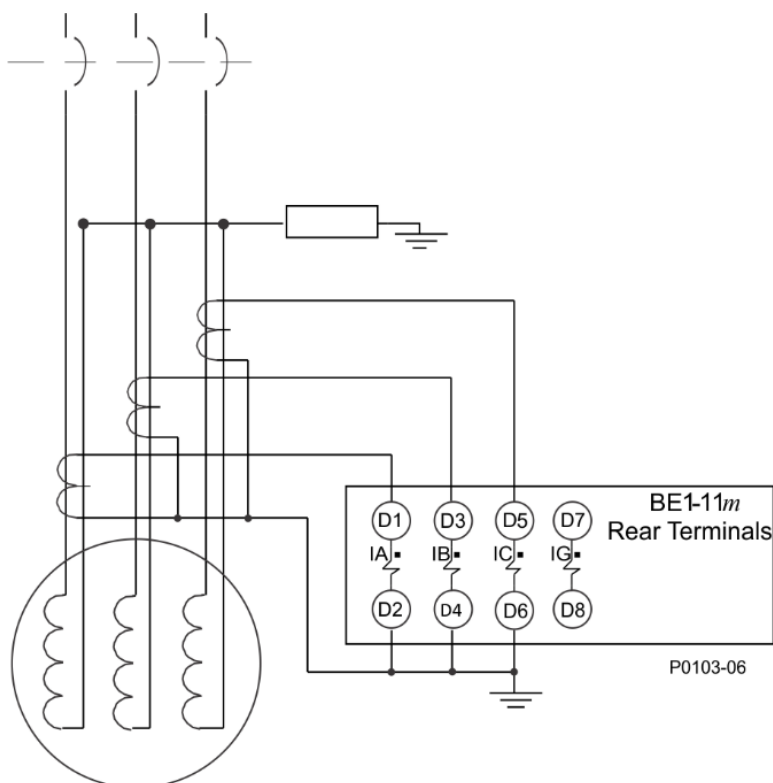 BE1-11m
Rear Terminals
D1 D3 D5 D7
IA IB IC IG
D2 D4 D6 D8
P0103-06